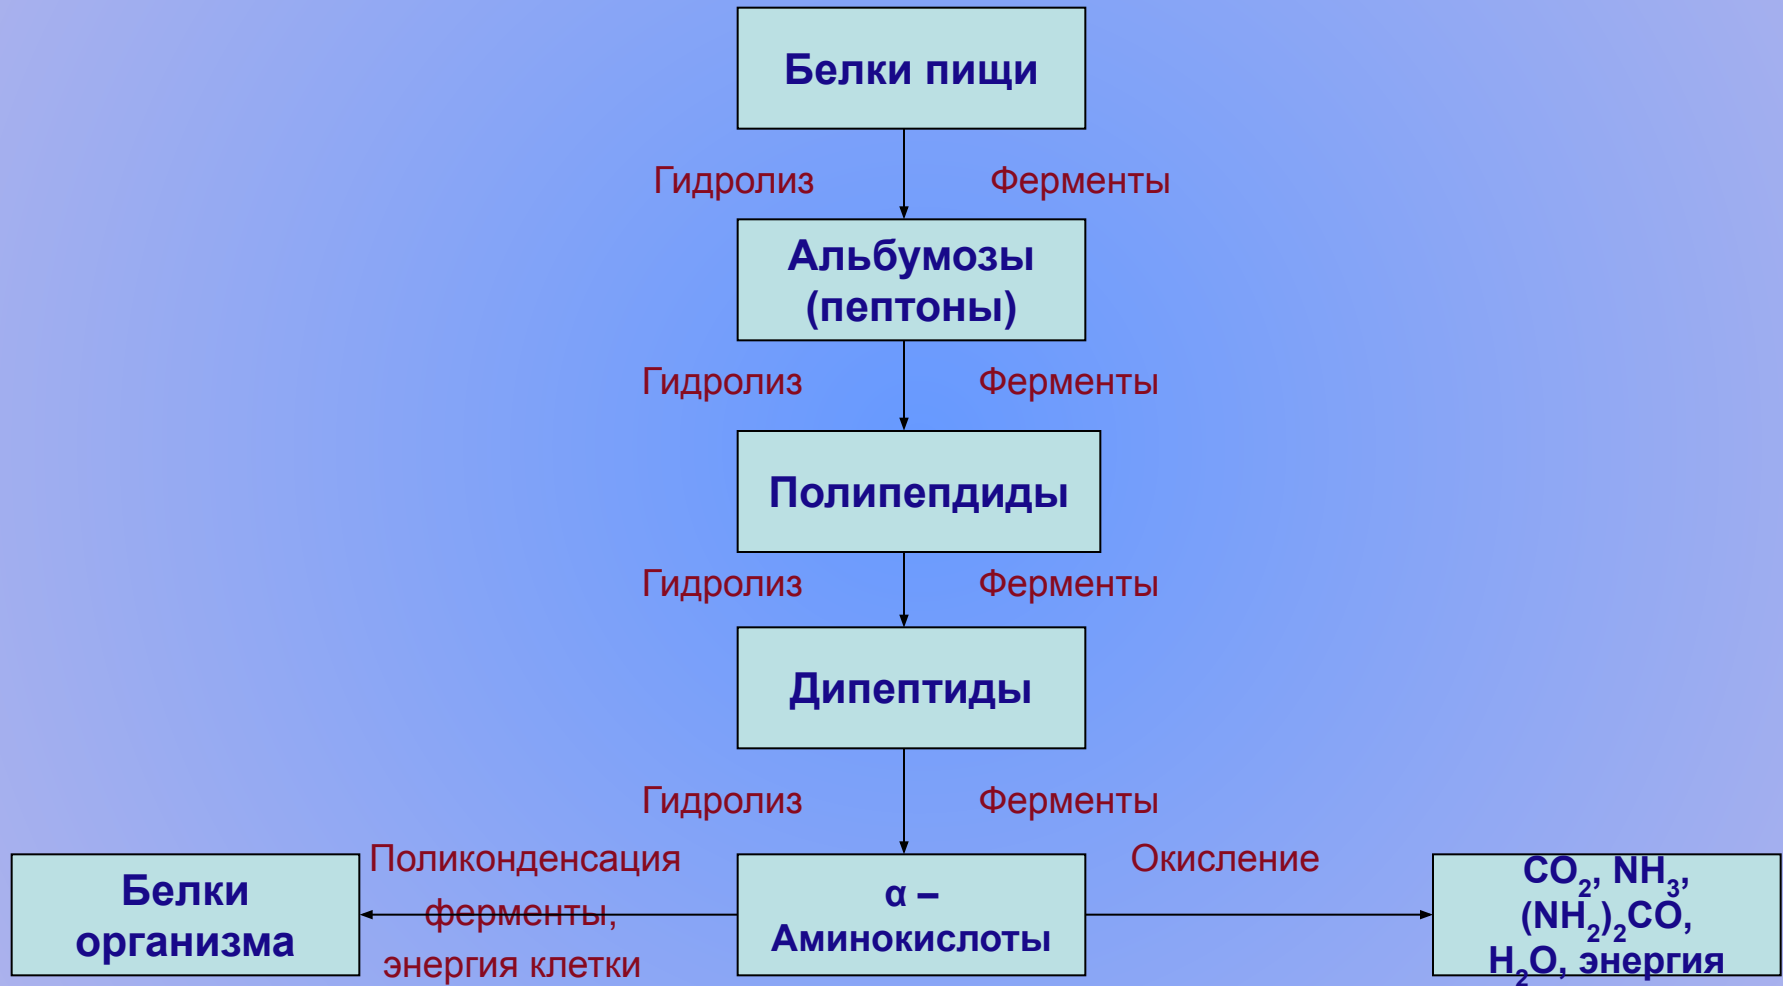 Белки пищи
Гидролиз Ферменты
Альбумозы
(пептоны)
Гидролиз Ферменты
Полипепдиды
Гидролиз Ферменты
Дипептиды
Гидролиз Ферменты
Белки
организма
Поликонденсация
ферменты,
энергия клетки
α –
Аминокислоты
Окисление
CO₂, NH₃,
(NH₂)₂CO,
H₂O, энергия